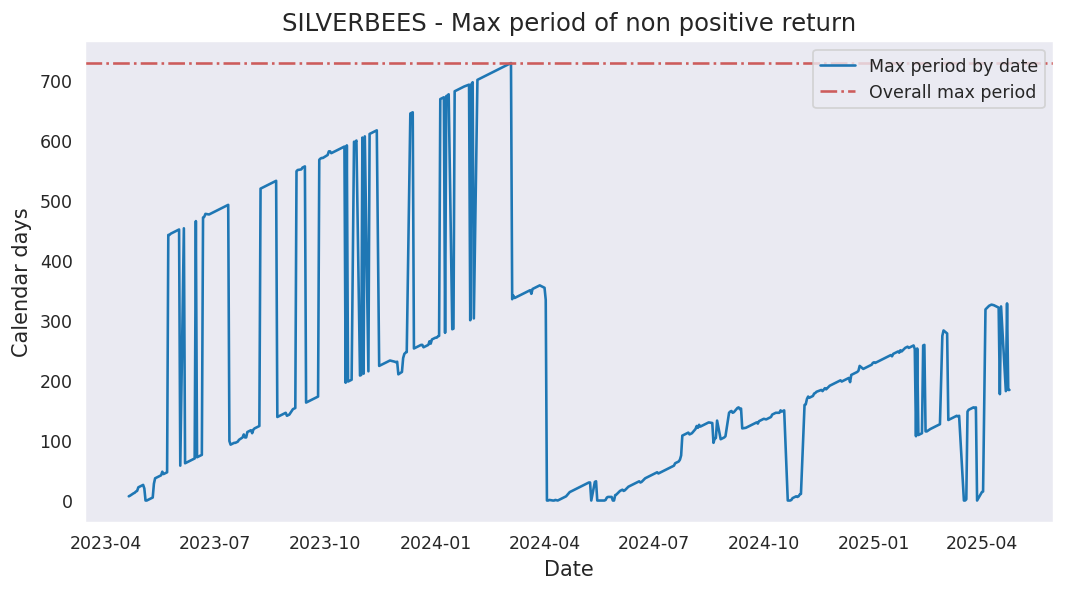 SILVERBEES - Max period of non positive return
Max period by date
Overall max period
Calendar days
700
600
500
400
300
200
100
0
2023-04 2023-07 2023-10 2024-01 2024-04 2024-07 2024-10 2025-01 2025-04
Date